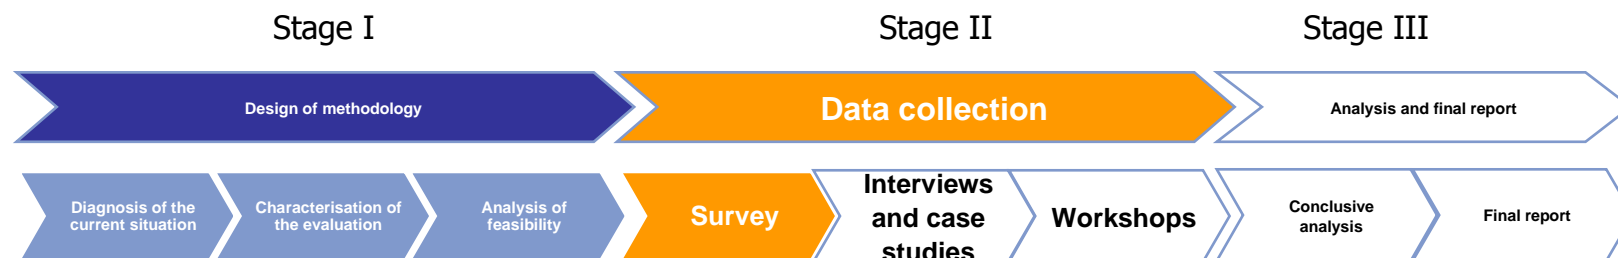 Stage I
Stage II
Stage III
Design of methodology
Data collection
Analysis and final report
Diagnosis of the
current situation
Characterisation of
the evaluation
Analysis of
feasibility
Survey
Interviews
and case
studies
Workshops
Conclusive
analysis
Final report